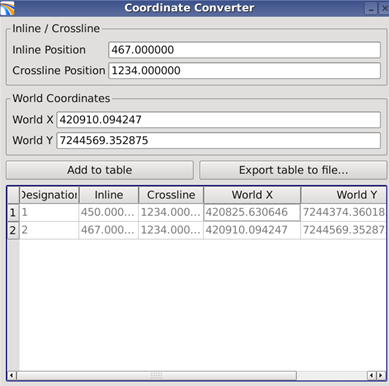 Coordinate Converter
Inline / Crossline
Inline Position 467.000000
Crossline Position 1234.000000
World Coordinates
World X 420910.094247
World Y 7244569.352875
Add to table Export table to file...
Designation Inline Crossline World X World Y
1 1 450.000... 1234.000... 420825.630646 7244374.36018
2 2 467.000... 1234.000... 420910.094247 7244569.35287